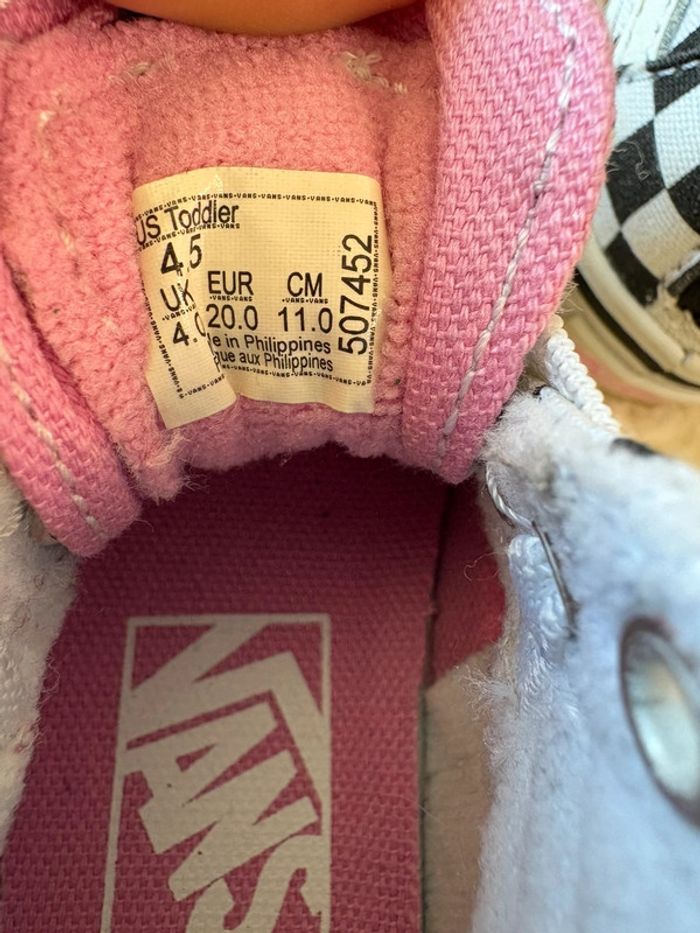 US Toddler
4.5
UK EUR CM
4.0 20.0 11.0
e in Philippines
que aux Philippines
507452
VANS